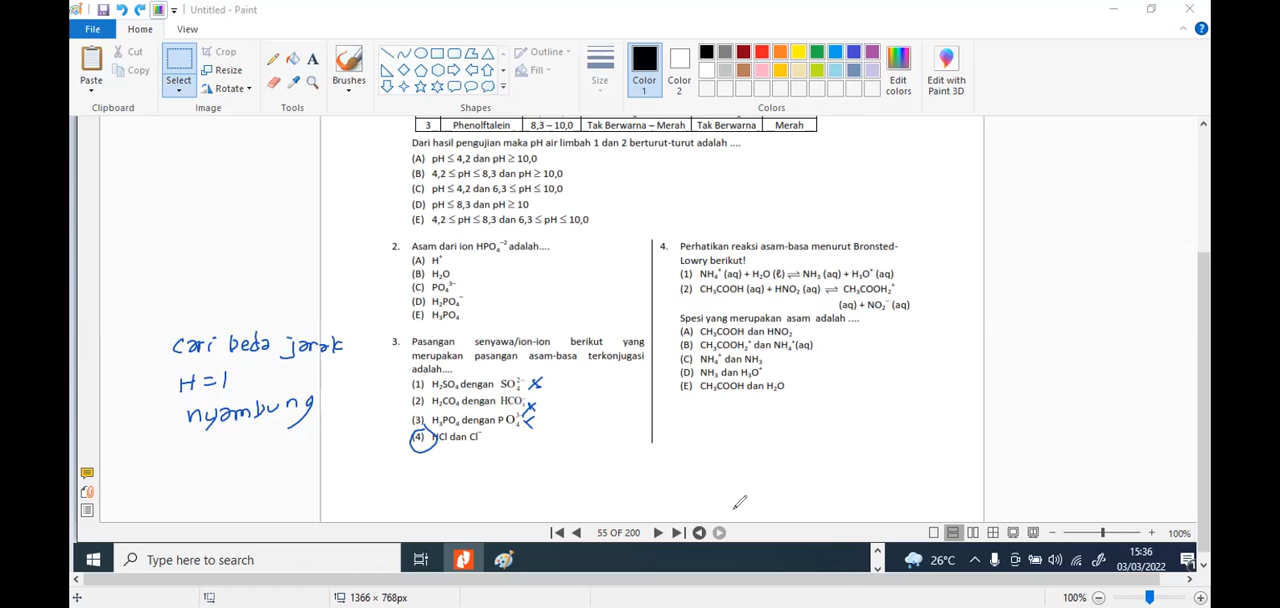 Untitled - Paint
File
Home
View
Paste
Cut
Copy
Clipboard
Select
Crop
Resize
Rotate
Image
Tools
Brushes
Shapes
Outline
Fill
Size
Color 1
Color 2
Colors
Edit colors
Edit with Paint 3D
3 Phenolftalein 8,3 – 10,0 Tak Berwarna – Merah Tak Berwarna Merah
Dari hasil pengujian maka pH air limbah 1 dan 2 berturut-turut adalah ....
(A) pH ≤ 4,2 dan pH ≥ 10,0
(B) 4,2 ≤ pH ≤ 8,3 dan pH ≥ 10,0
(C) pH ≤ 4,2 dan 6,3 ≤ pH ≤ 10,0
(D) pH ≤ 8,3 dan pH ≥ 10
(E) 4,2 ≤ pH ≤ 8,3 dan 6,3 ≤ pH ≤ 10,0
2. Asam dari ion HPO₄⁻² adalah....
(A) H⁺
(B) H₂O
(C) PO₄³⁻
(D) H₂PO₄⁻
(E) H₃PO₄
3. Pasangan senyawa/ion-ion berikut yang
merupakan pasangan asam-basa terkonjugasi
adalah....
(1) H₂SO₄ dengan SO₄²⁻ x
(2) H₂CO₃ dengan HCO₃⁻ x
(3) H₃PO₄ dengan PO₄³⁻ x
(4) HCl dan Cl⁻
cari beda jarak
H = 1
nyambung
4. Perhatikan reaksi asam-basa menurut Bronsted-
Lowry berikut!
(1) NH₄⁺ (aq) + H₂O (ℓ) ⇌ NH₃ (aq) + H₃O⁺ (aq)
(2) CH₃COOH (aq) + HNO₂ (aq) ⇌ CH₃COOH₂⁺
(aq) + NO₂⁻ (aq)
Spesi yang merupakan asam adalah ....
(A) CH₃COOH dan HNO₂
(B) CH₃COOH₂⁺ dan NH₄⁺(aq)
(C) NH₄⁺ dan NH₃
(D) NH₃ dan H₃O⁺
(E) CH₃COOH dan H₂O
55 OF 200
100%
Type here to search
26°C
15:36
03/03/2022
1366 × 768px
100%